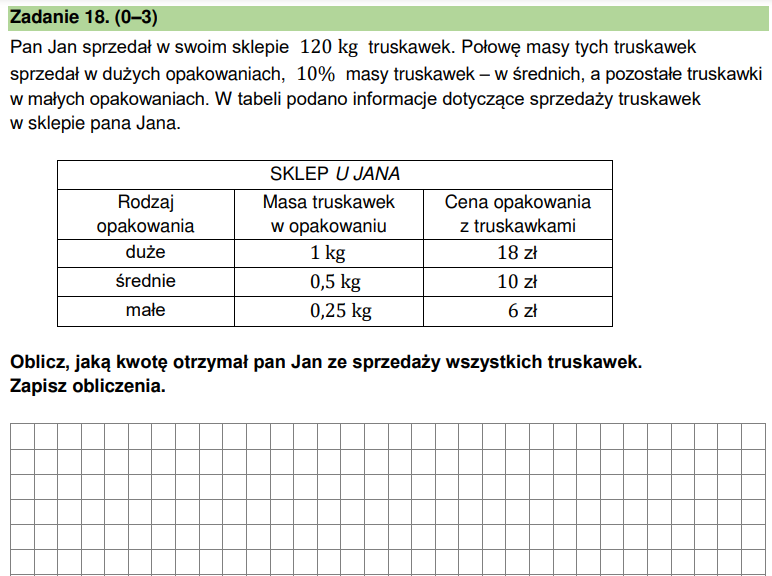 Zadanie 18. (0–3)
Pan Jan sprzedał w swoim sklepie 120 kg truskawek. Połowę masy tych truskawek
sprzedał w dużych opakowaniach, 10% masy truskawek – w średnich, a pozostałe truskawki
w małych opakowaniach. W tabeli podano informacje dotyczące sprzedaży truskawek
w sklepie pana Jana.
SKLEP U JANA
Rodzaj opakowania Masa truskawek w opakowaniu Cena opakowania z truskawkami
duże 1 kg 18 zł
średnie 0,5 kg 10 zł
małe 0,25 kg 6 zł
Oblicz, jaką kwotę otrzymał pan Jan ze sprzedaży wszystkich truskawek.
Zapisz obliczenia.